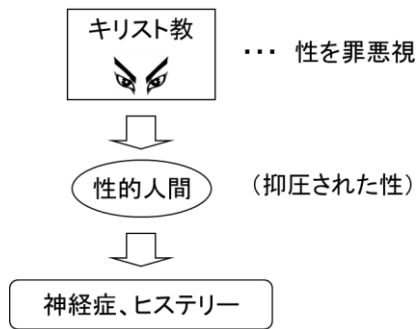 キリスト教
··· 性を罪悪視
性的人間
(抑圧された性)
神経症、ヒステリー